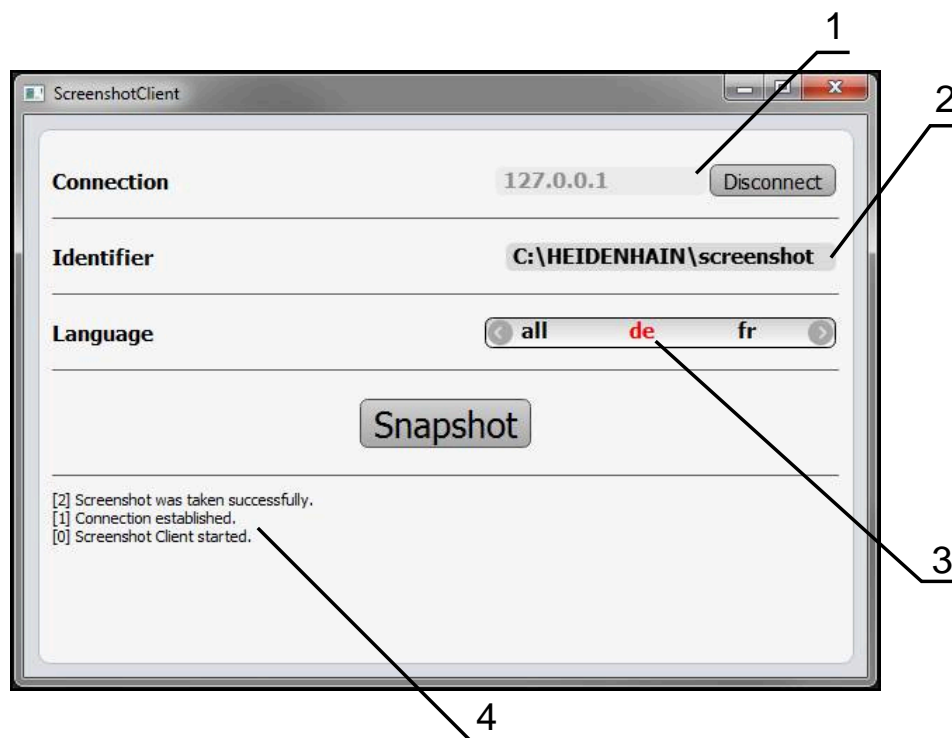 1
ScreenshotClient
2
Connection 127.0.0.1 Disconnect
Identifier C:\HEIDENHAIN\screenshot
Language all de fr
Snapshot
[2] Screenshot was taken successfully.
[1] Connection established.
[0] Screenshot Client started.
3
4